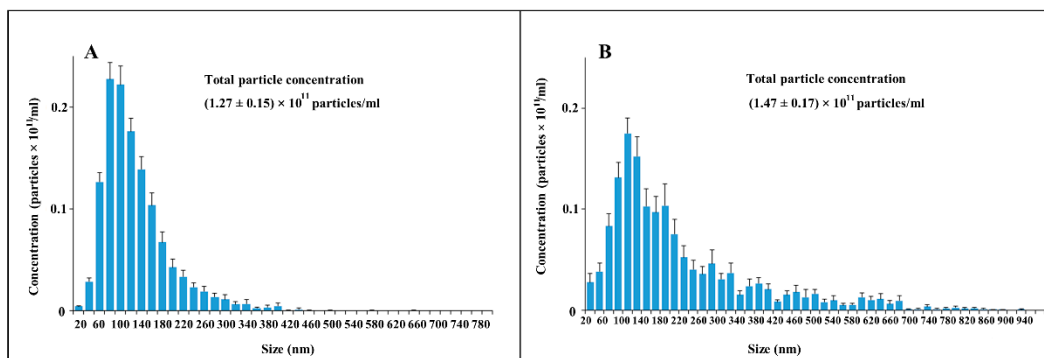 A
Total particle concentration
(1.27 ± 0.15) × 10¹¹ particles/ml
Concentration (particles × 10¹¹/ml)
0.2
0.1
0
20 60 100 140 180 220 260 300 340 380 420 460 500 540 580 620 660 700 740 780
Size (nm)
B
Total particle concentration
(1.47 ± 0.17) × 10¹¹ particles/ml
Concentration (particles × 10¹¹/ml)
0.2
0.1
0
20 60 100 140 180 220 260 300 340 380 420 460 500 540 580 620 660 700 740 780 820 860 900 940
Size (nm)